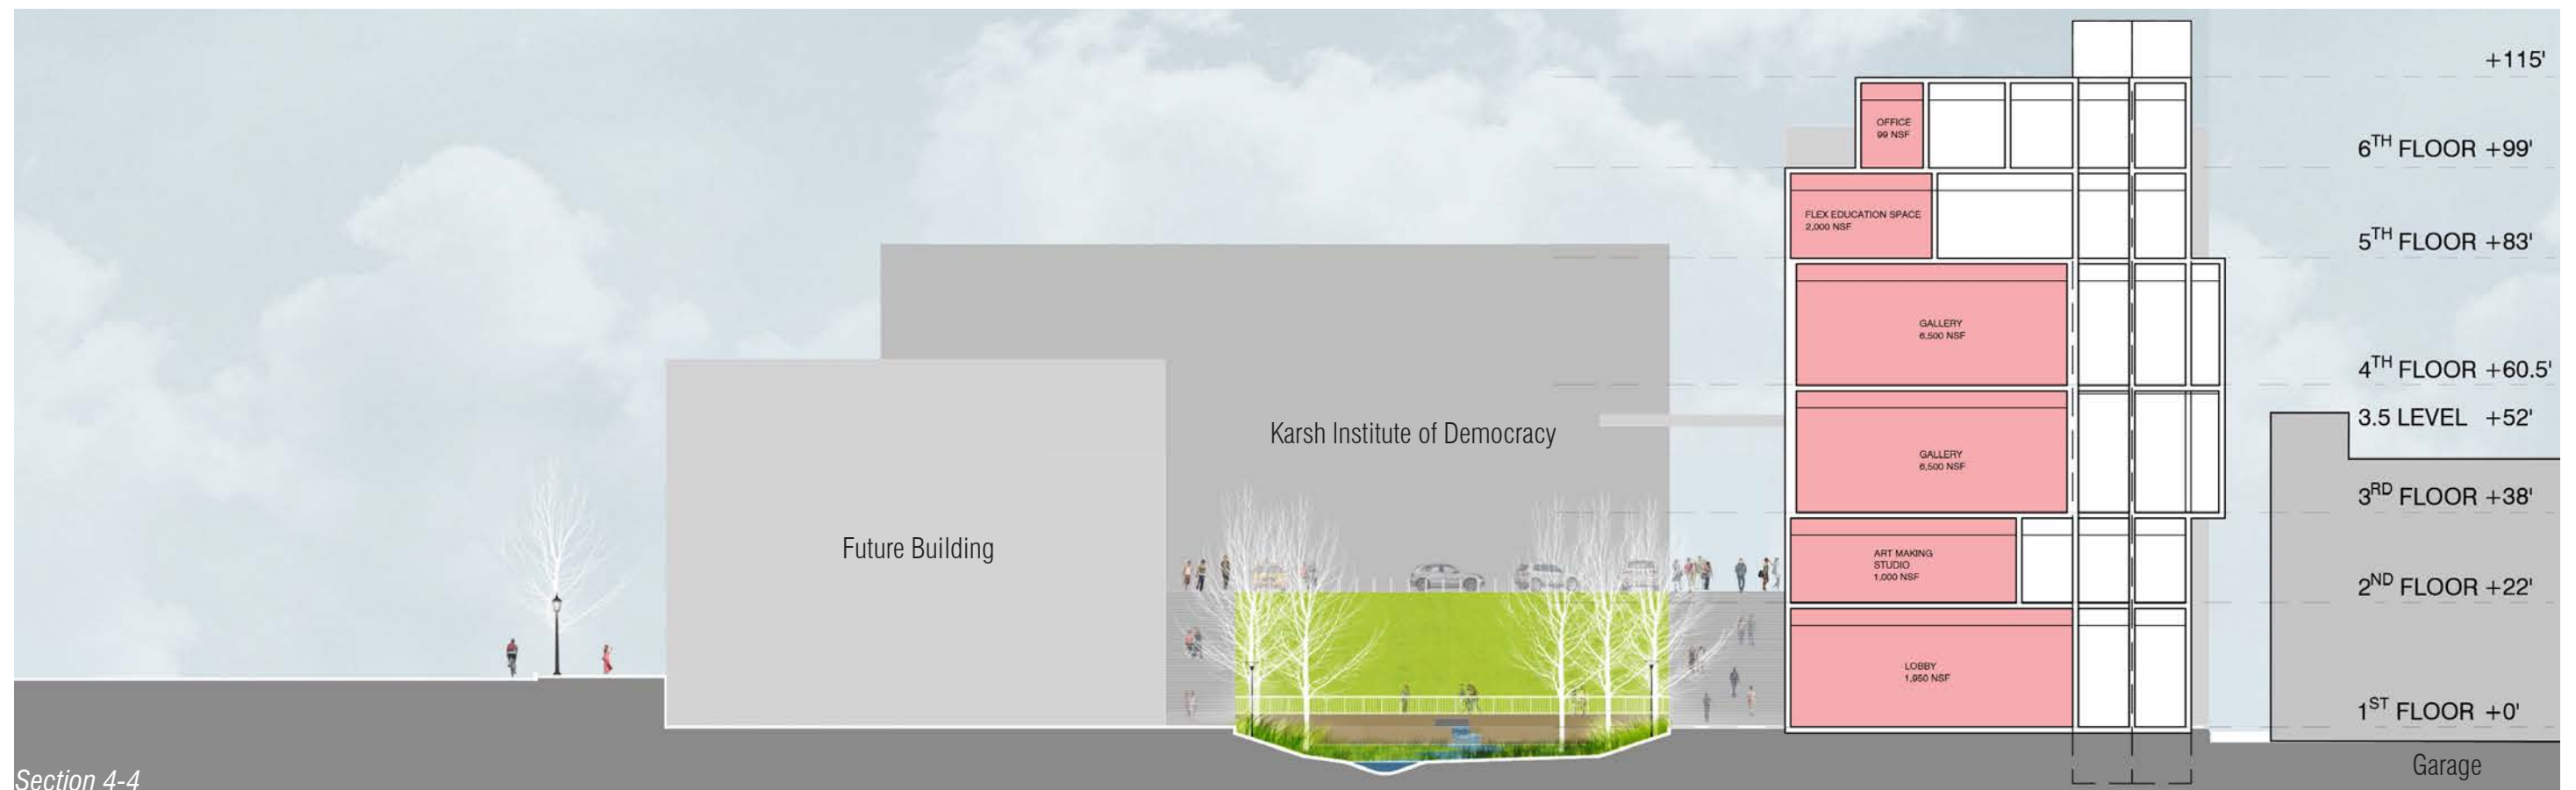 +115'
OFFICE
99 NSF
6TH FLOOR +99'
FLEX EDUCATION SPACE
2,000 NSF
5TH FLOOR +83'
GALLERY
6,500 NSF
4TH FLOOR +60.5'
3.5 LEVEL +52'
Karsh Institute of Democracy
GALLERY
6,500 NSF
3RD FLOOR +38'
Future Building
ART MAKING
STUDIO
1,000 NSF
2ND FLOOR +22'
LOBBY
1,950 NSF
1ST FLOOR +0'
Garage
Section 4-4